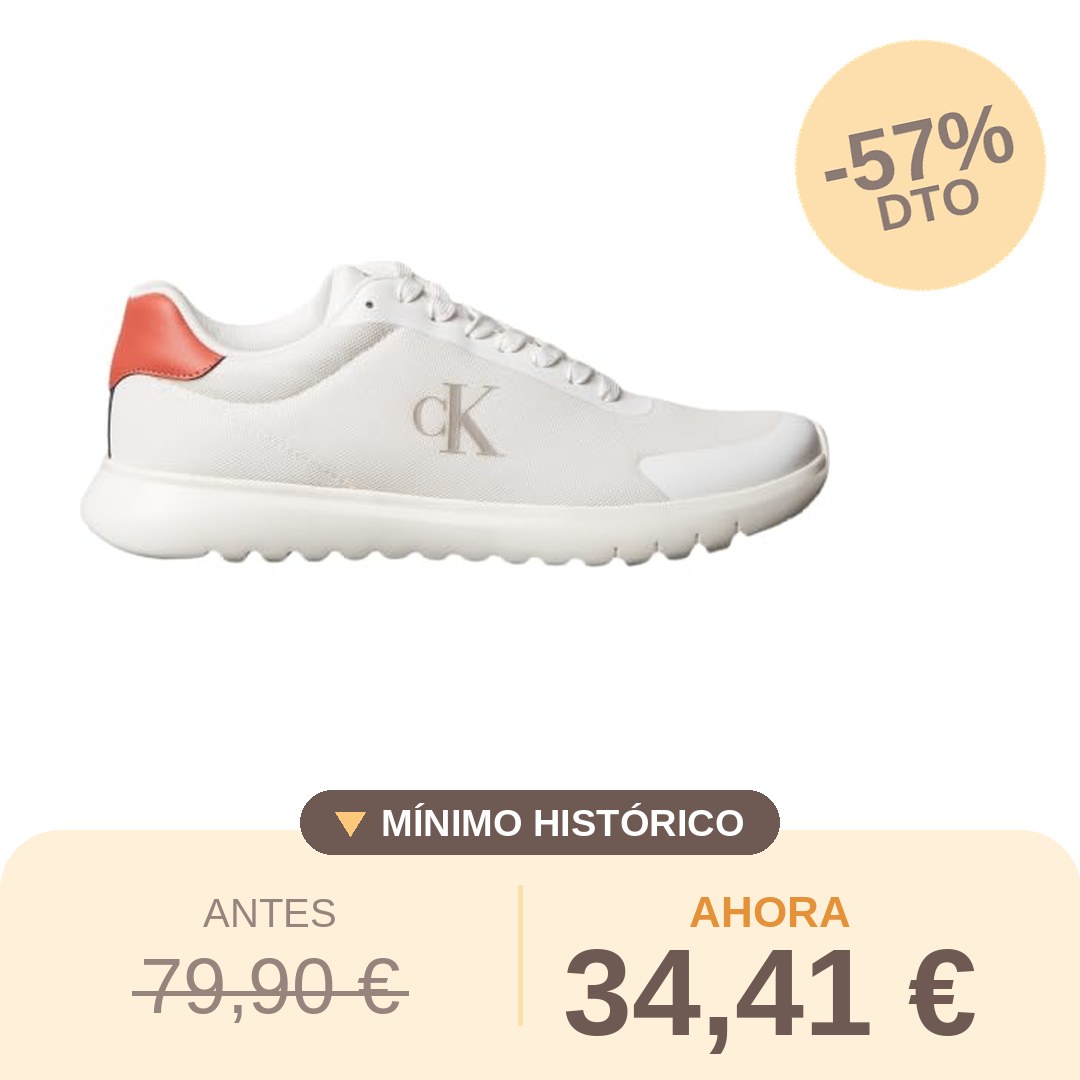 -57%
DTO
cK
MÍNIMO HISTÓRICO
ANTES
79,90 €
AHORA
34,41 €